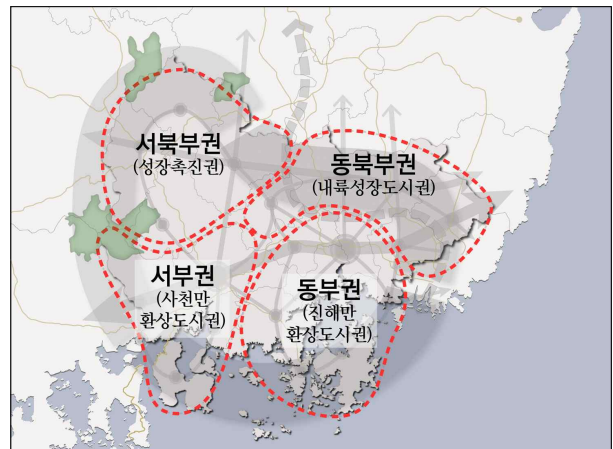 서북부권
(성장촉진권)
동북부권
(내륙성장도시권)
서부권
(사천만
환상도시권)
동부권
(진해만
환상도시권)